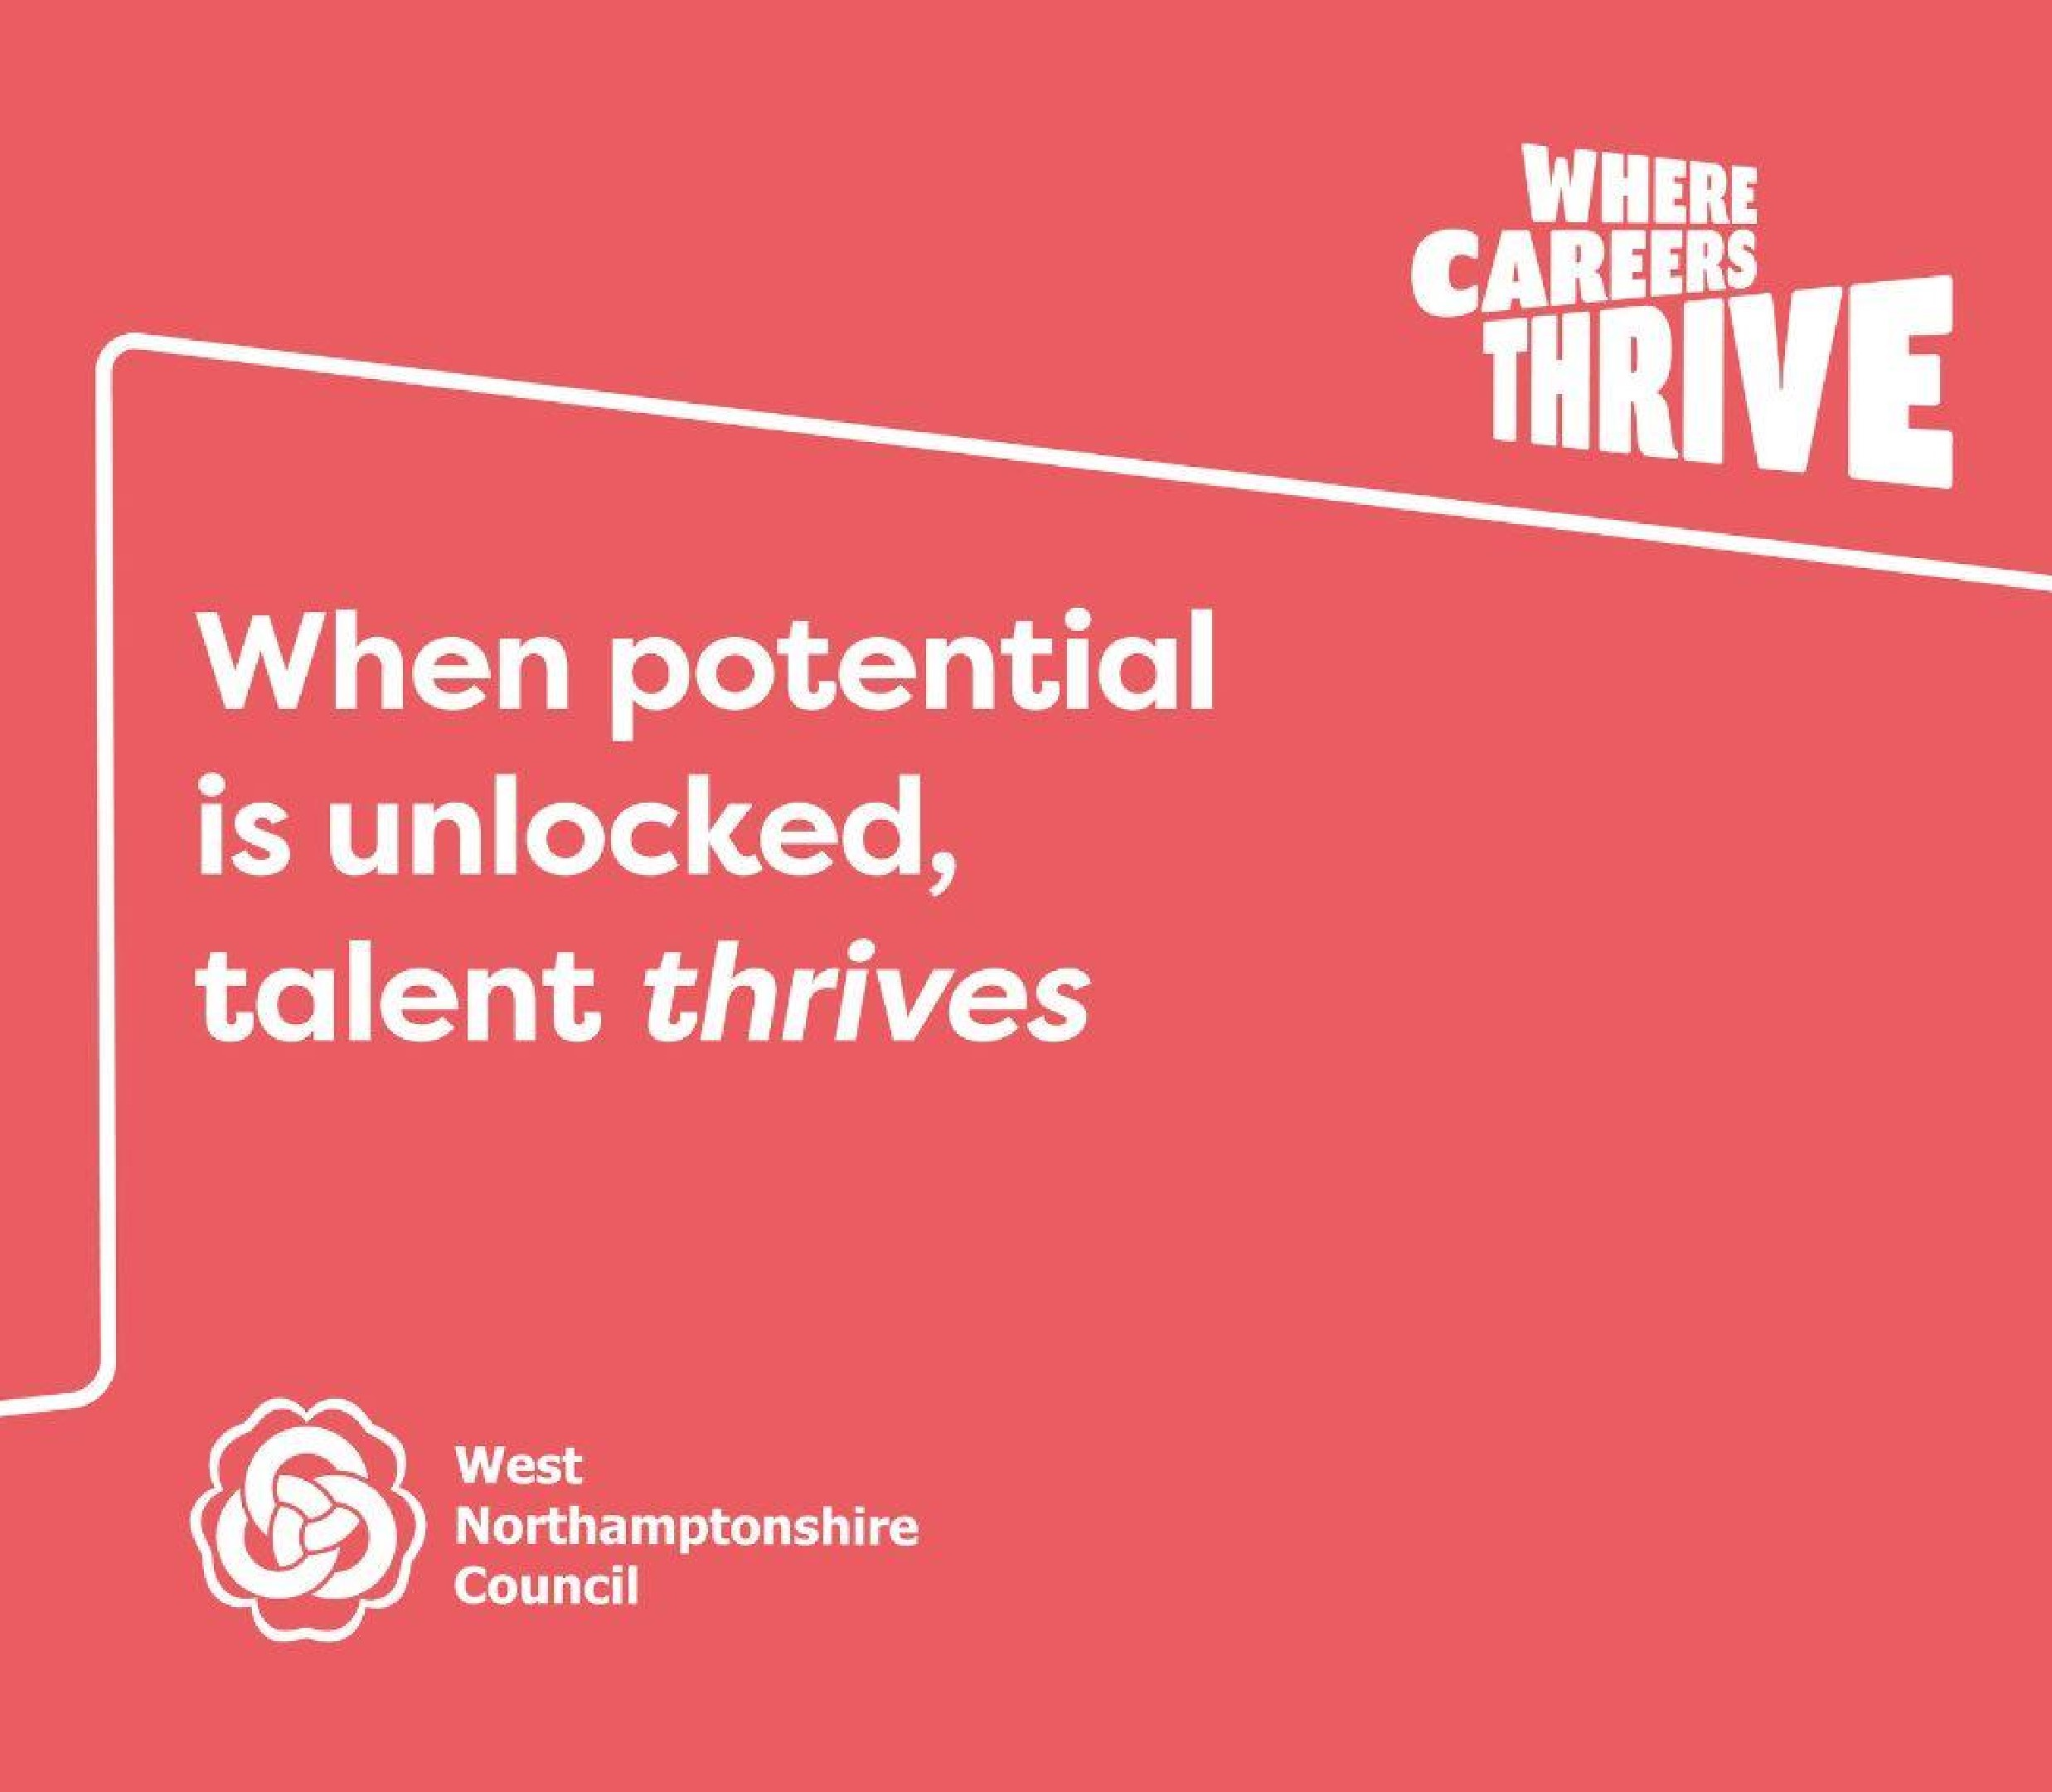 WHERE
CAREERS
THRIVE
When potential
is unlocked,
talent thrives
West
Northamptonshire
Council